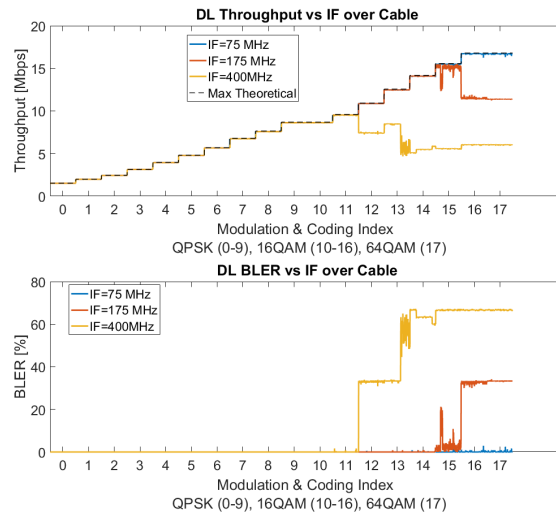 DL Throughput vs IF over Cable
Throughput [Mbps]
20
15
10
5
0
IF=75 MHz
IF=175 MHz
IF=400MHz
Max Theoretical
0 1 2 3 4 5 6 7 8 9 10 11 12 13 14 15 16 17
Modulation & Coding Index
QPSK (0-9), 16QAM (10-16), 64QAM (17)
DL BLER vs IF over Cable
BLER [%]
80
60
40
20
0
IF=75 MHz
IF=175 MHz
IF=400MHz
0 1 2 3 4 5 6 7 8 9 10 11 12 13 14 15 16 17
Modulation & Coding Index
QPSK (0-9), 16QAM (10-16), 64QAM (17)